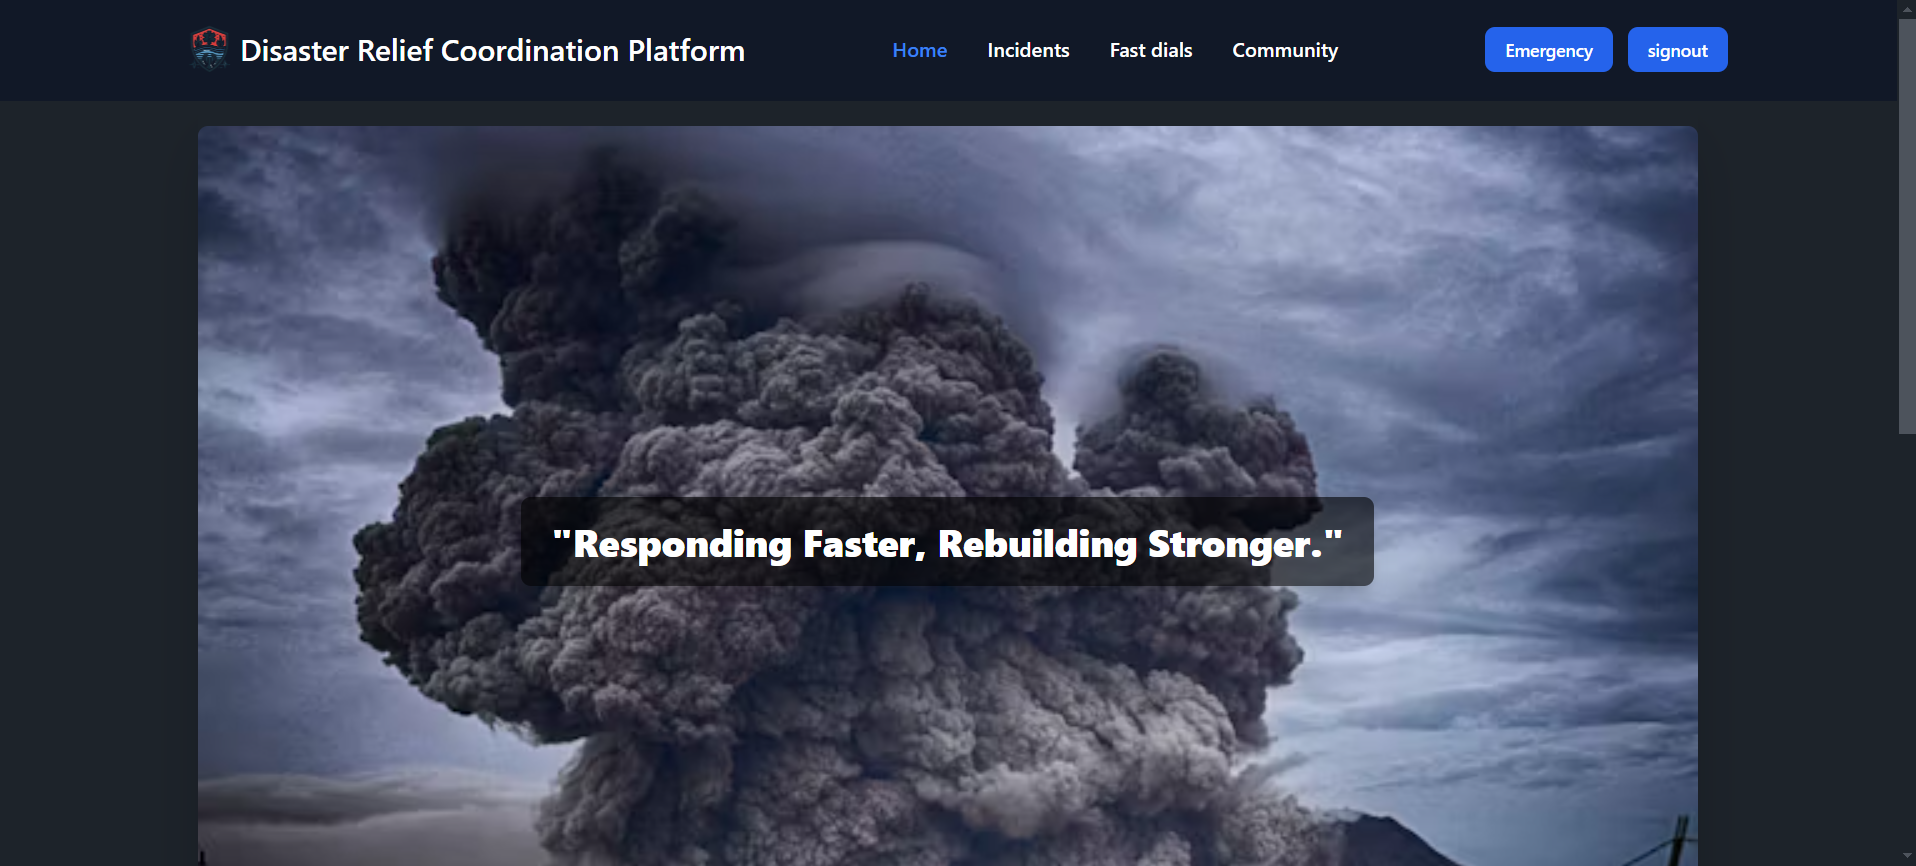 Disaster Relief Coordination Platform
Home
Incidents
Fast dials
Community
Emergency
signout
"Responding Faster, Rebuilding Stronger."